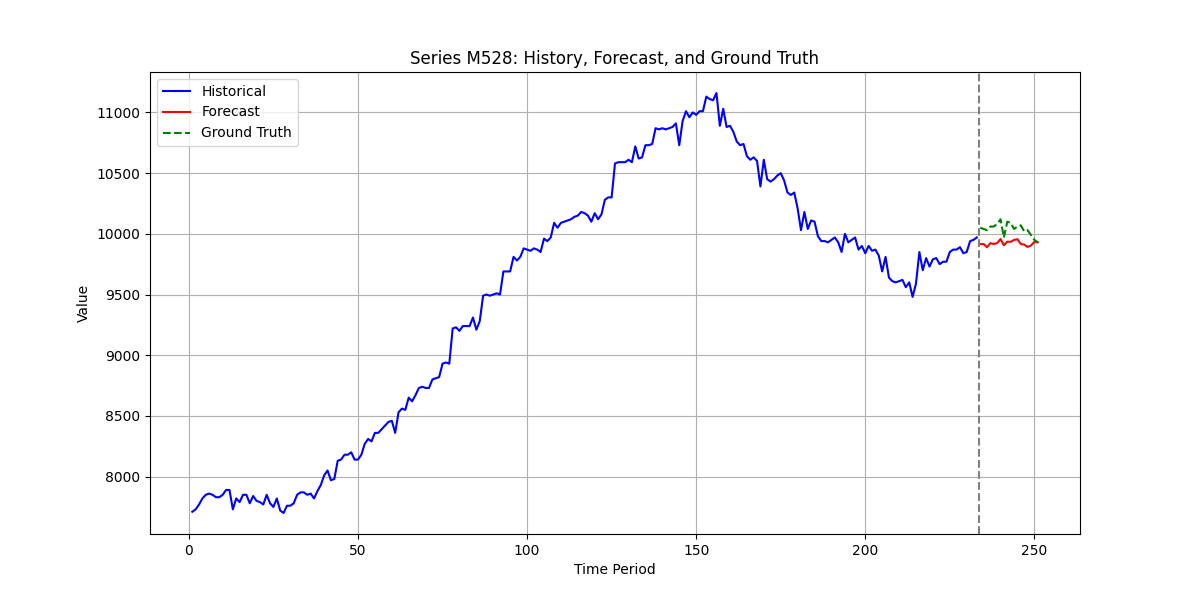 Series M528: History, Forecast, and Ground Truth
Historical
Forecast
Ground Truth
Value
11000
10500
10000
9500
9000
8500
8000
0
50
100
150
200
250
Time Period